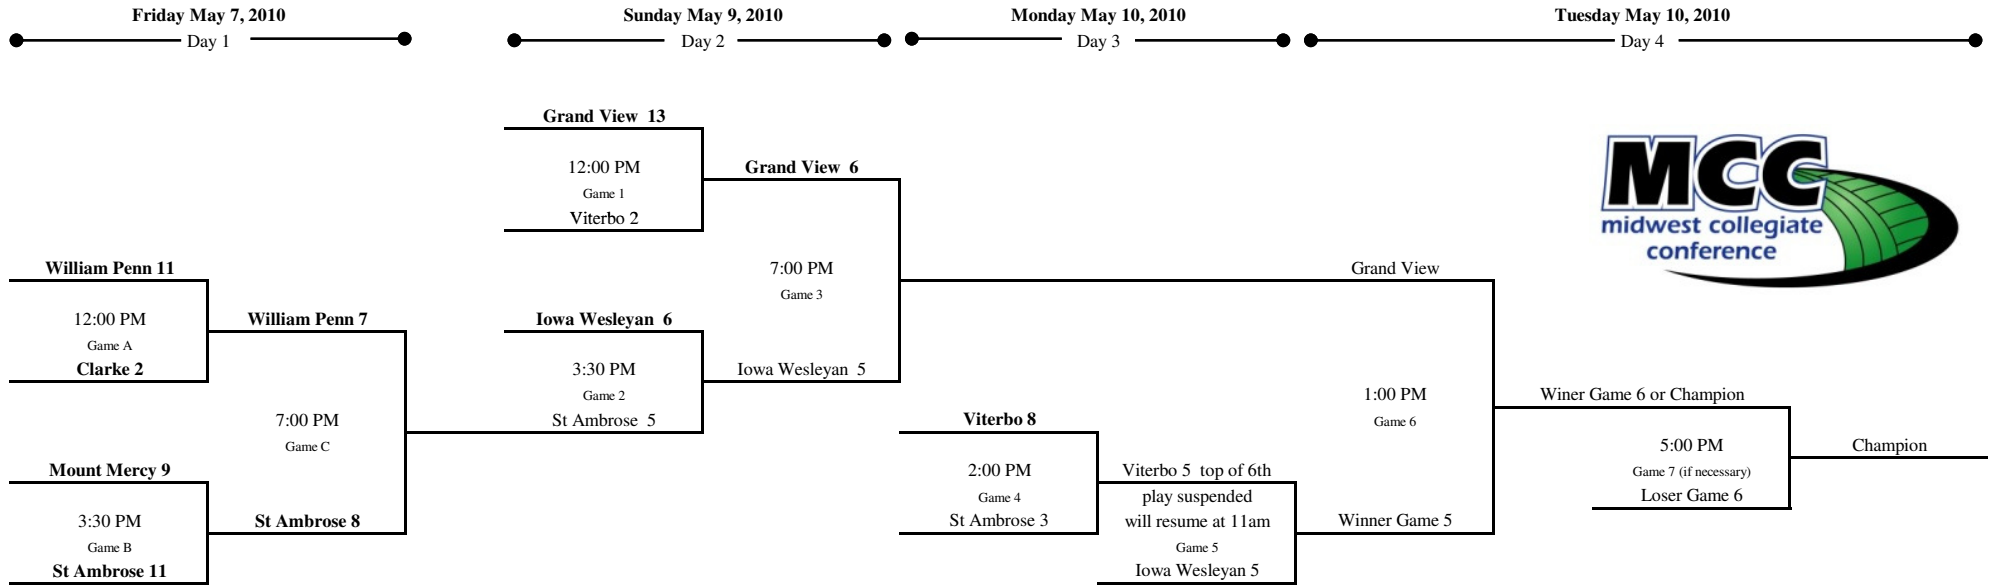 Friday May 7, 2010
Sunday May 9, 2010
Monday May 10, 2010
Tuesday May 10, 2010
Day 1
Day 2
Day 3
Day 4
William Penn 11
12:00 PM
Game A
Clarke 2
Mount Mercy 9
3:30 PM
Game B
St Ambrose 11
William Penn 7
7:00 PM
Game C
St Ambrose 8
Grand View 13
12:00 PM
Game 1
Viterbo 2
Iowa Wesleyan 6
3:30 PM
Game 2
St Ambrose 5
Grand View 6
7:00 PM
Game 3
Iowa Wesleyan 5
Viterbo 8
2:00 PM
Game 4
St Ambrose 3
Viterbo 5 top of 6th
play suspended
will resume at 11am
Game 5
Iowa Wesleyan 5
Grand View
1:00 PM
Game 6
Winner Game 5
Winer Game 6 or Champion
5:00 PM
Game 7 (if necessary)
Loser Game 6
Champion
MCC
midwest collegiate
conference